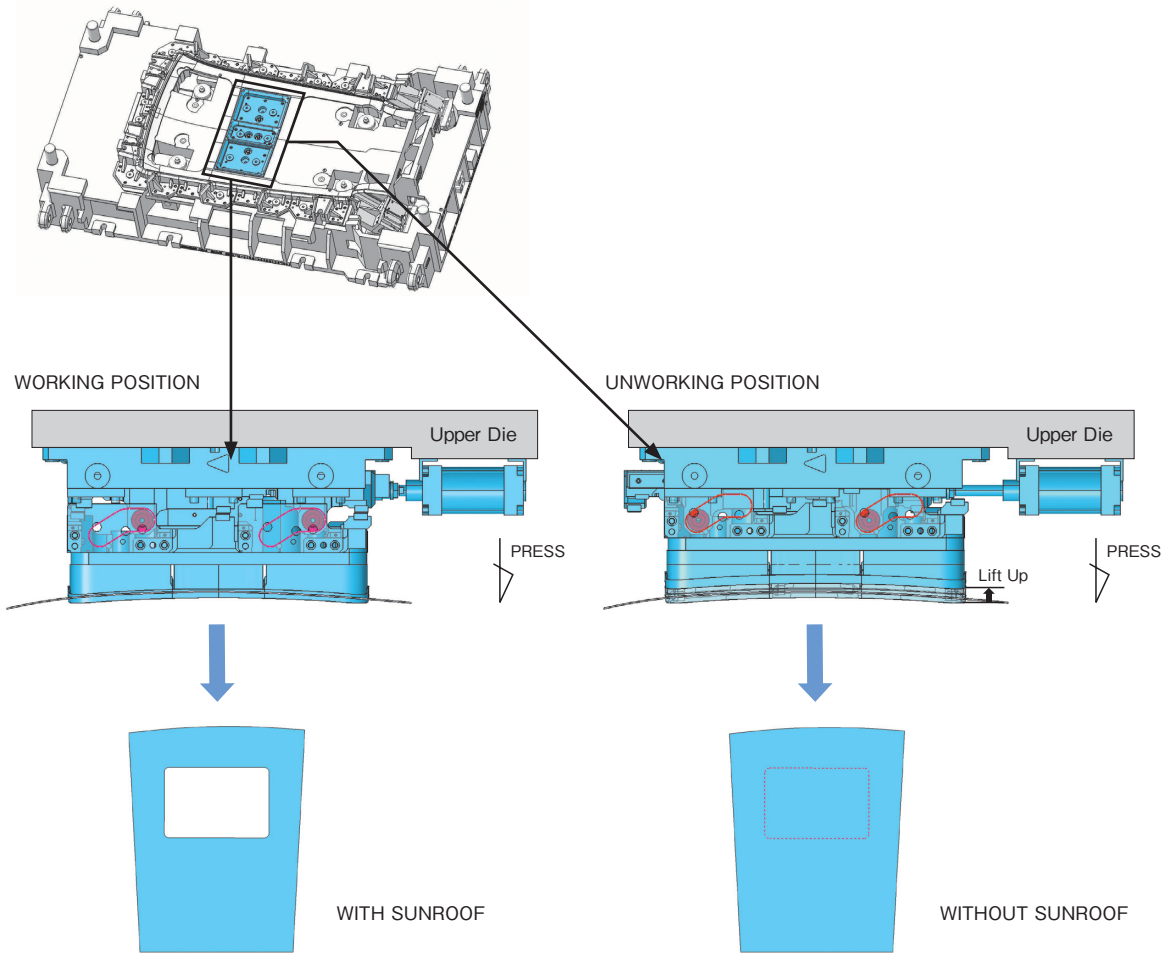 WORKING POSITION
UNWORKING POSITION
Upper Die
Upper Die
PRESS
PRESS
Lift Up
WITH SUNROOF
WITHOUT SUNROOF